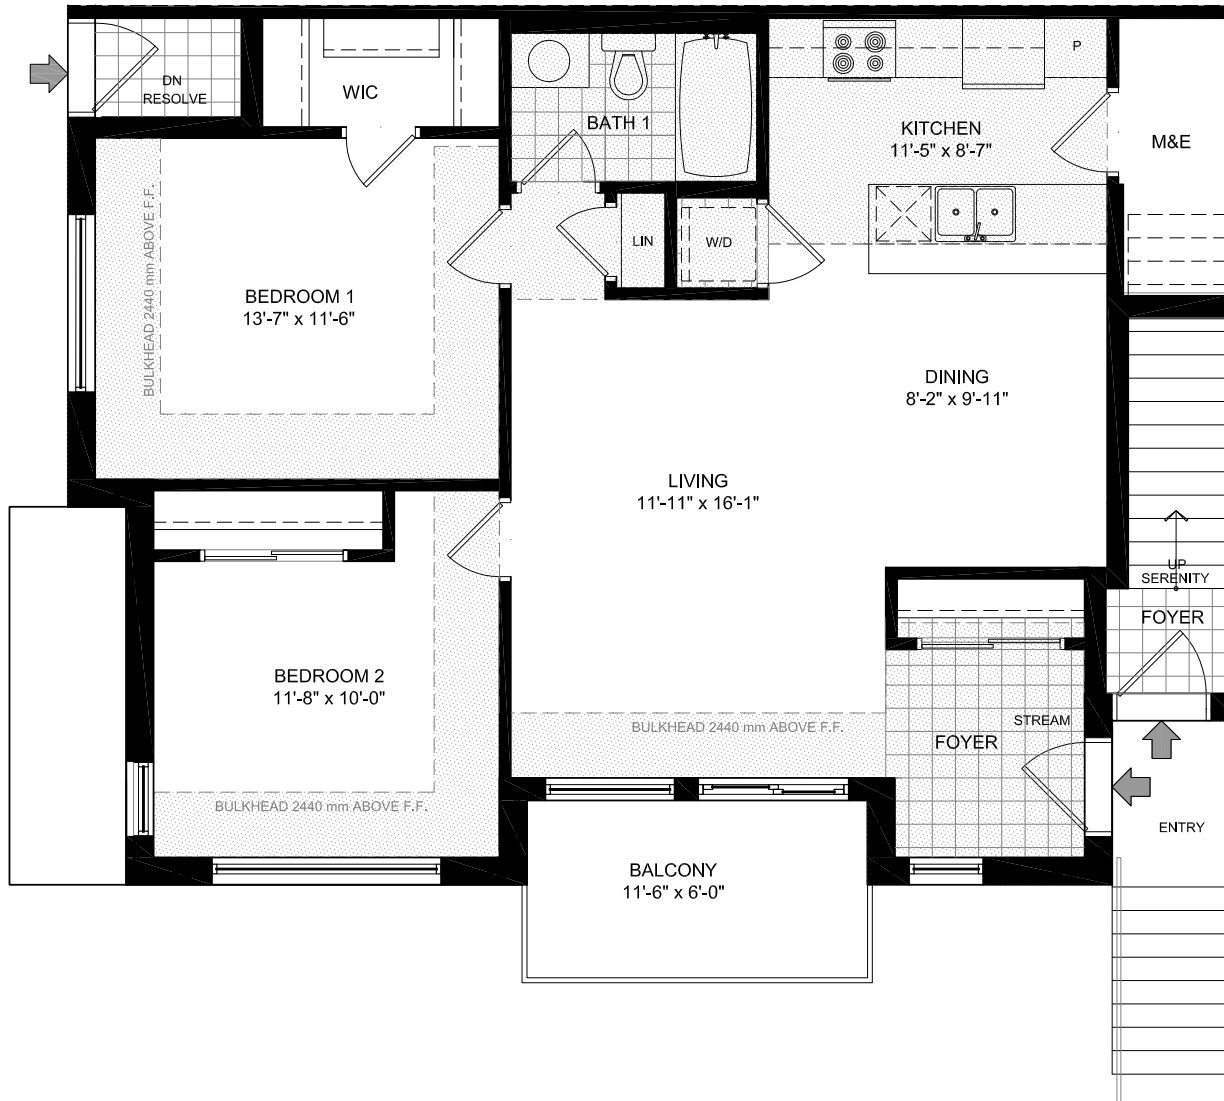 DN
RESOLVE
WIC
BATH 1
P
KITCHEN
11'-5" x 8'-7"
M&E
LIN
W/D
BULKHEAD 2440 mm ABOVE F.F.
BEDROOM 1
13'-7" x 11'-6"
DINING
8'-2" x 9'-11"
LIVING
11'-11" x 16'-1"
UP
SERENITY
FOYER
BEDROOM 2
11'-8" x 10'-0"
STREAM
BULKHEAD 2440 mm ABOVE F.F.
FOYER
BULKHEAD 2440 mm ABOVE F.F.
ENTRY
BALCONY
11'-6" x 6'-0"